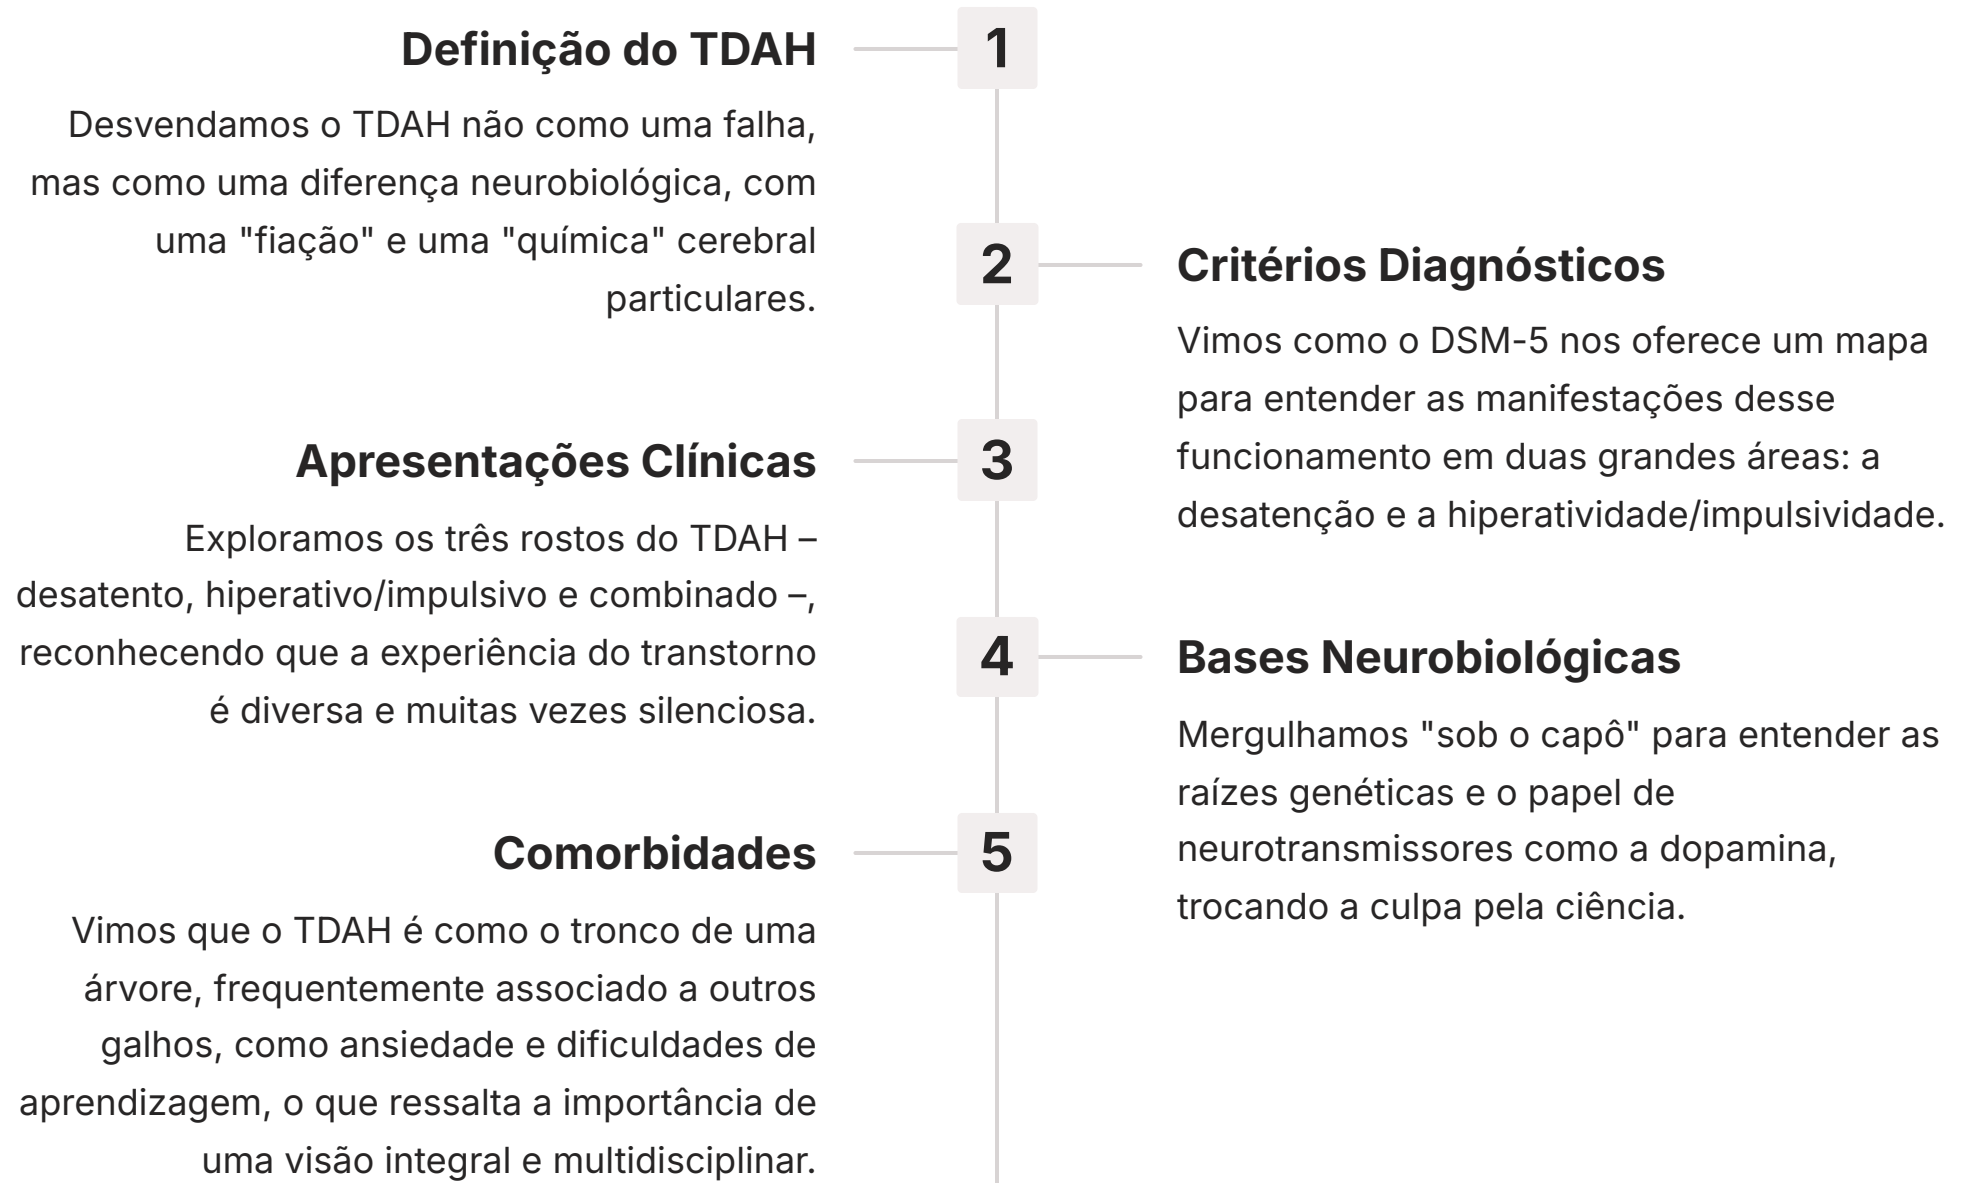 1
Definição do TDAH
Desvendamos o TDAH não como uma falha,
mas como uma diferença neurobiológica, com
uma "fiação" e uma "química" cerebral
particulares.
2
Critérios Diagnósticos
Vimos como o DSM-5 nos oferece um mapa
para entender as manifestações desse
funcionamento em duas grandes áreas: a
desatenção e a hiperatividade/impulsividade.
3
Apresentações Clínicas
Exploramos os três rostos do TDAH –
desatento, hiperativo/impulsivo e combinado –,
reconhecendo que a experiência do transtorno
é diversa e muitas vezes silenciosa.
4
Bases Neurobiológicas
Mergulhamos "sob o capô" para entender as
raízes genéticas e o papel de
neurotransmissores como a dopamina,
trocando a culpa pela ciência.
5
Comorbidades
Vimos que o TDAH é como o tronco de uma
árvore, frequentemente associado a outros
galhos, como ansiedade e dificuldades de
aprendizagem, o que ressalta a importância de
uma visão integral e multidisciplinar.